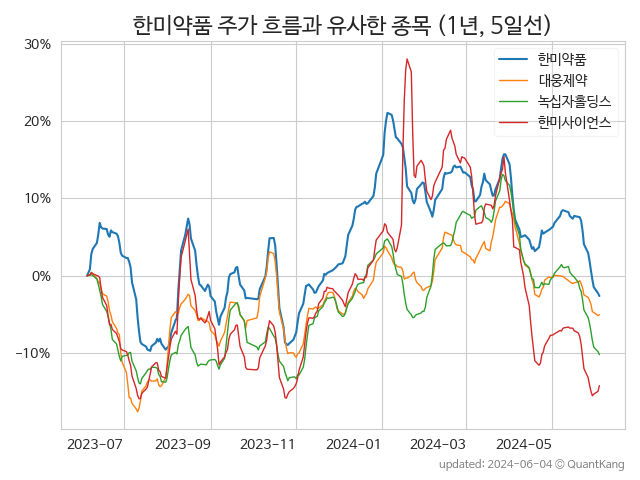 한미약품 주가 흐름과 유사한 종목 (1년, 5일선)
30%
20%
10%
0%
−10%
한미약품
대웅제약
녹십자홀딩스
한미사이언스
2023-07
2023-09
2023-11
2024-01
2024-03
2024-05
updated: 2024-06-04 © QuantKang